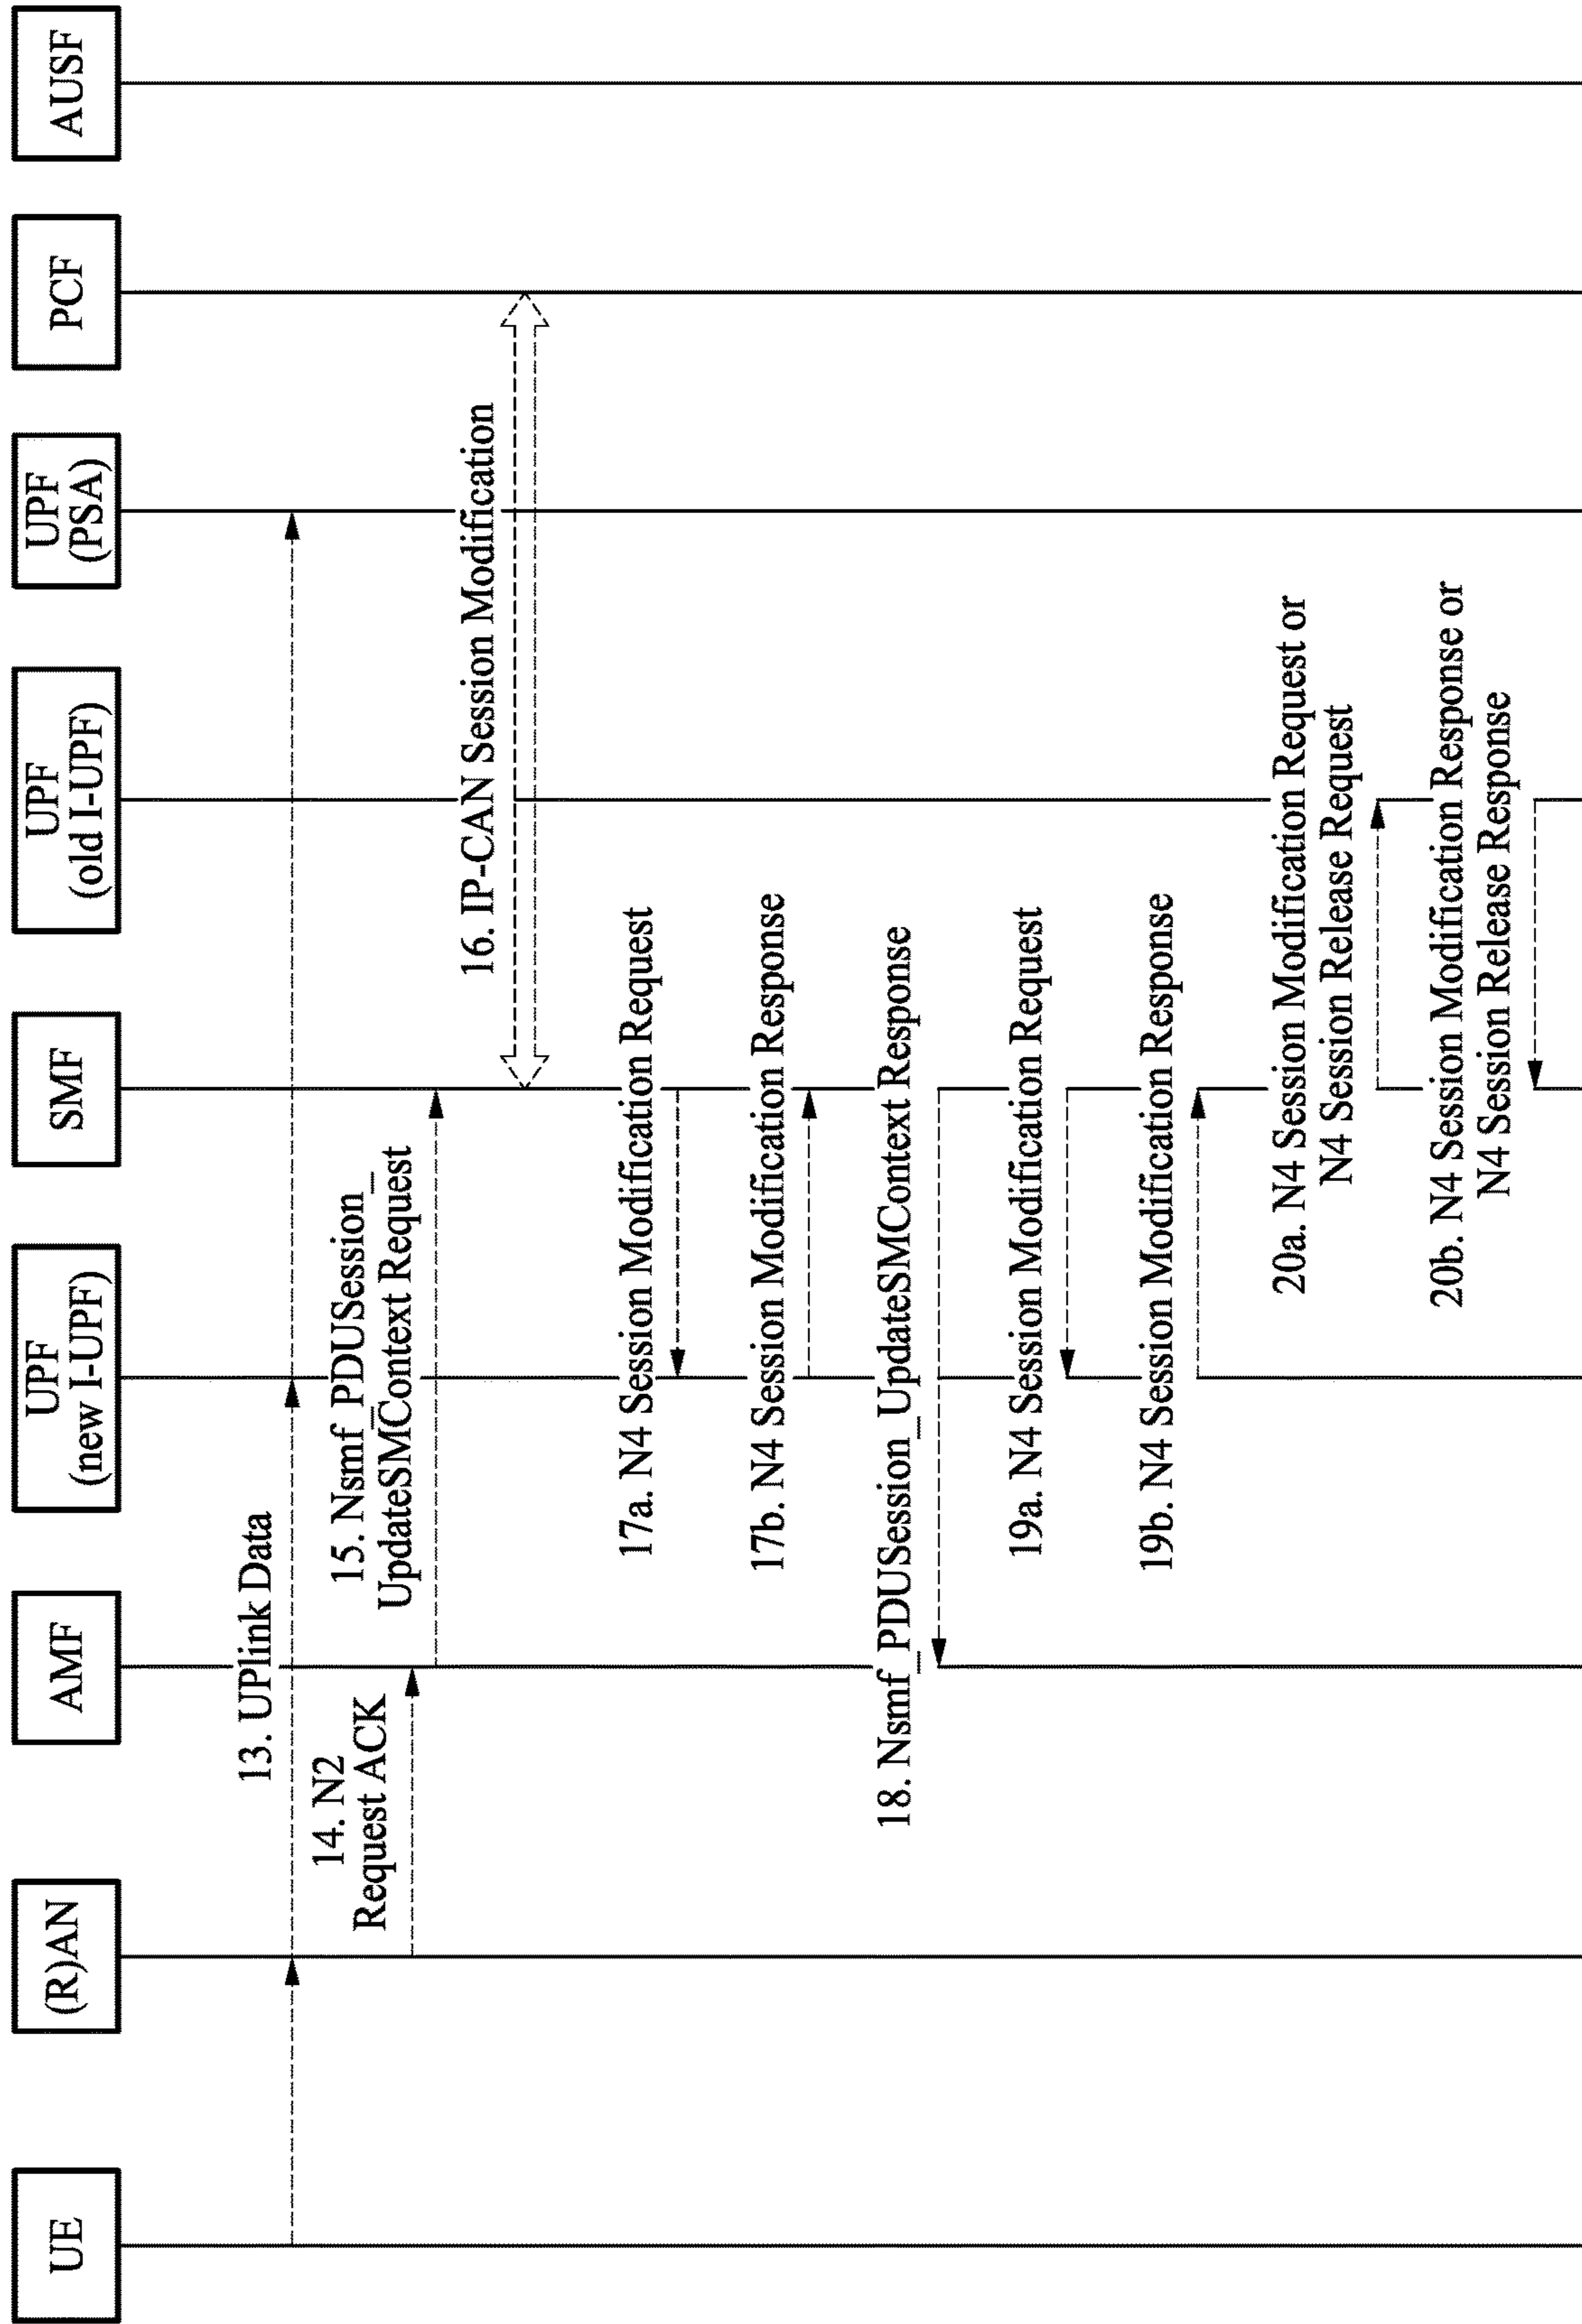 UE
(R)AN
AMF
UPF
(new I-UPF)
SMF
UPF
(old I-UPF)
UPF
(PSA)
PCF
AUSF
13. UPlink Data
14. N2
Request ACK
15. Nsmf_PDUSession_
UpdateSMContext Request
16. IP-CAN Session Modification
17a. N4 Session Modification Request
17b. N4 Session Modification Response
18. Nsmf_PDUSession_UpdateSMContext Response
19a. N4 Session Modification Request
19b. N4 Session Modification Response
20a. N4 Session Modification Request or
N4 Session Release Request
20b. N4 Session Modification Response or
N4 Session Release Response